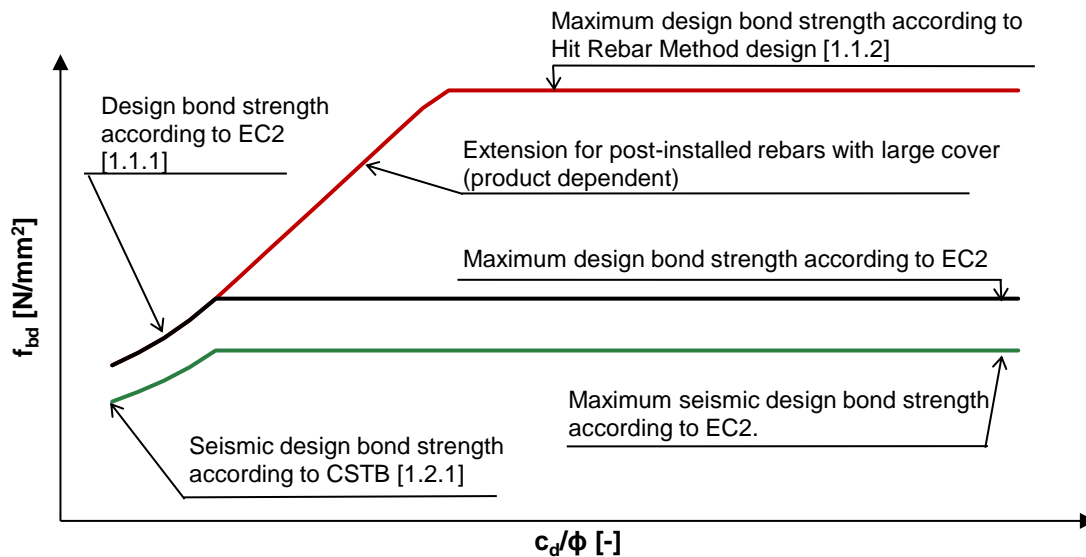 Maximum design bond strength according to
Hit Rebar Method design [1.1.2]
Design bond strength
according to EC2
[1.1.1]
Extension for post-installed rebars with large cover
(product dependent)
Maximum design bond strength according to EC2
f_bd [N/mm²]
Maximum seismic design bond strength
according to EC2.
Seismic design bond strength
according to CSTB [1.2.1]
c_d/ϕ [-]